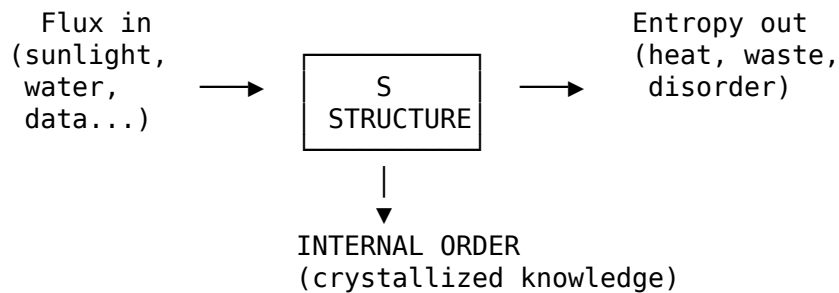 Flux in
(sunlight,
water,
data...)
S
STRUCTURE
Entropy out
(heat, waste,
disorder)
INTERNAL ORDER
(crystallized knowledge)